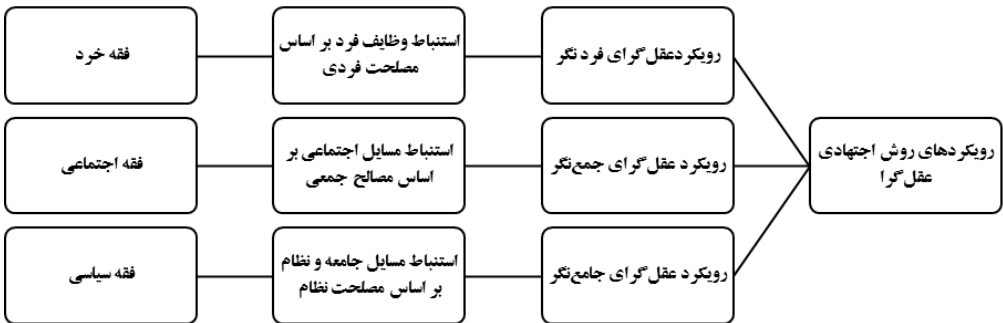 رویکردهای روش اجتهادی
عقل‌گرا
رویکردعقل‌گرای فرد نگر
استنباط وظایف فرد بر اساس
مصلحت فردی
فقه خرد
رویکرد عقل‌گرای جمع‌نگر
استنباط مسایل اجتماعی بر
اساس مصالح جمعی
فقه اجتماعی
رویکرد عقل‌گرای جامع‌نگر
استنباط مسایل جامعه و نظام
بر اساس مصلحت نظام
فقه سیاسی